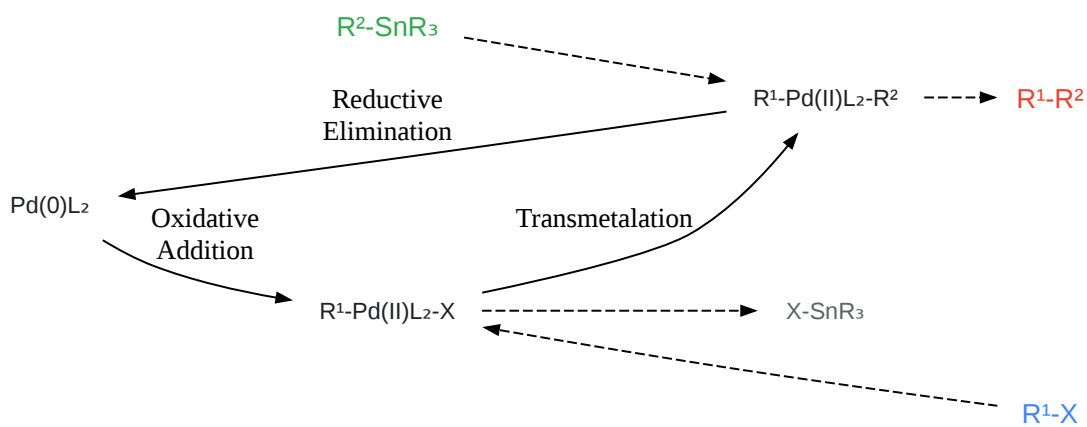 R²-SnR₃
Reductive
Elimination
R¹-Pd(II)L₂-R²
R¹-R²
Pd(0)L₂
Oxidative
Addition
Transmetalation
R¹-Pd(II)L₂-X
X-SnR₃
R¹-X